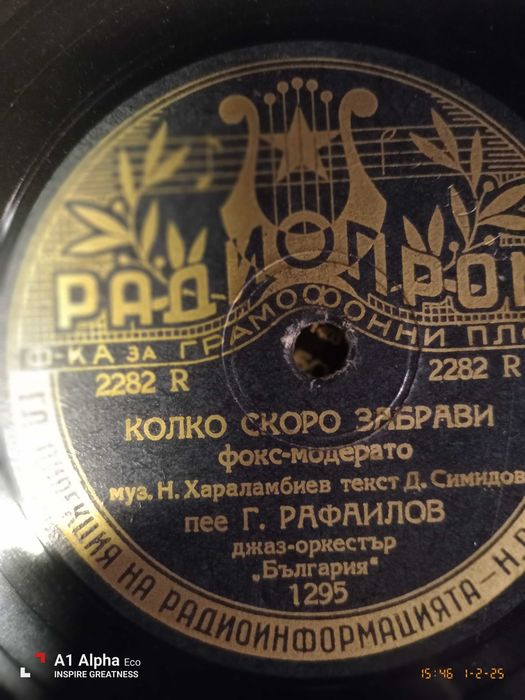 РАДИОПРОМ
Ф-КА ЗА ГРАМОФОННИ ПЛО
2282 R 2282 R
КОЛКО СКОРО ЗАБРАВИ
фокс-модерато
муз. Н. Хараламбиев текст Д. Симидов
пее Г. РАФАИЛОВ
джаз-оркестър
„България“
1295
ДИРЕКЦИЯ НА РАДИОИНФОРМАЦИЯТА – Н.
A1 Alpha Eco
INSPIRE GREATNESS
15:46 1-2-25